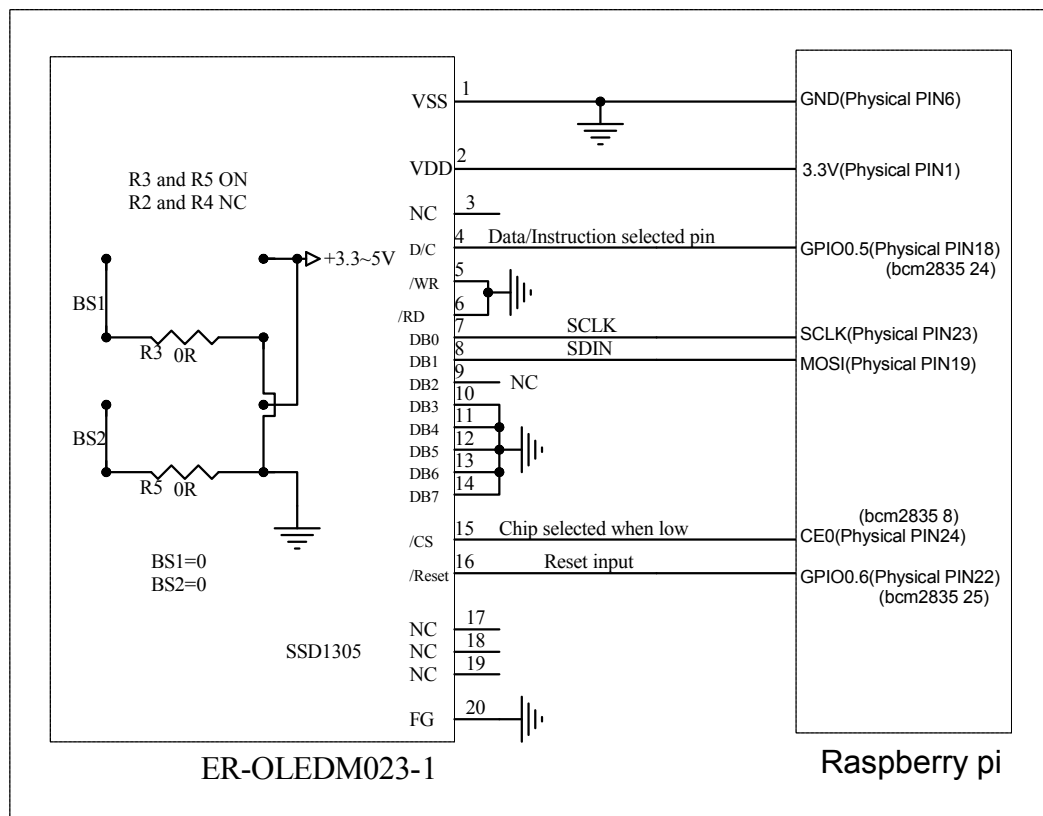 VSS
1
GND(Physical PIN6)
VDD
2
3.3V(Physical PIN1)
R3 and R5 ON
R2 and R4 NC
NC
3
D/C
4
Data/Instruction selected pin
GPIO0.5(Physical PIN18)
(bcm2835 24)
+3.3~5V
/WR
5
/RD
6
BS1
R3
0R
DB0
7
SCLK
SCLK(Physical PIN23)
DB1
8
SDIN
MOSI(Physical PIN19)
DB2
9
NC
DB3
10
DB4
11
DB5
12
DB6
13
DB7
14
BS2
R5
0R
/CS
15
Chip selected when low
(bcm2835 8)
CE0(Physical PIN24)
BS1=0
BS2=0
/Reset
16
Reset input
GPIO0.6(Physical PIN22)
(bcm2835 25)
NC
17
NC
18
NC
19
SSD1305
FG
20
ER-OLEDM023-1
Raspberry pi